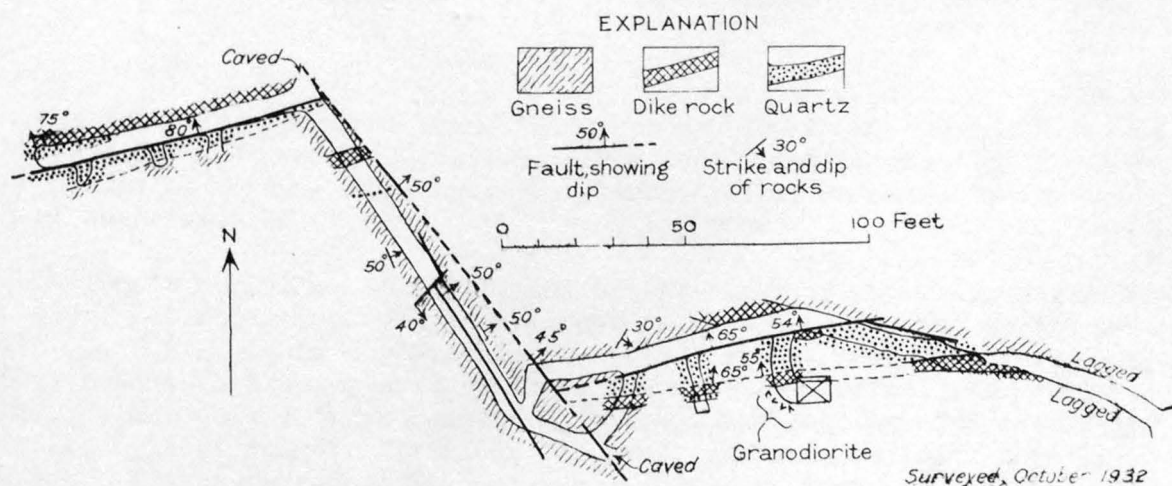 EXPLANATION
Gneiss
Dike rock
Quartz
50°
Fault, showing
dip
30°
Strike and dip
of rocks
0
50
100 Feet
N
Caved
75°
80
50°
50°
50°
40°
50°
45°
30°
65°
54°
65°
55
Lagged
Lagged
Granodiorite
Caved
Surveyed, October 1932